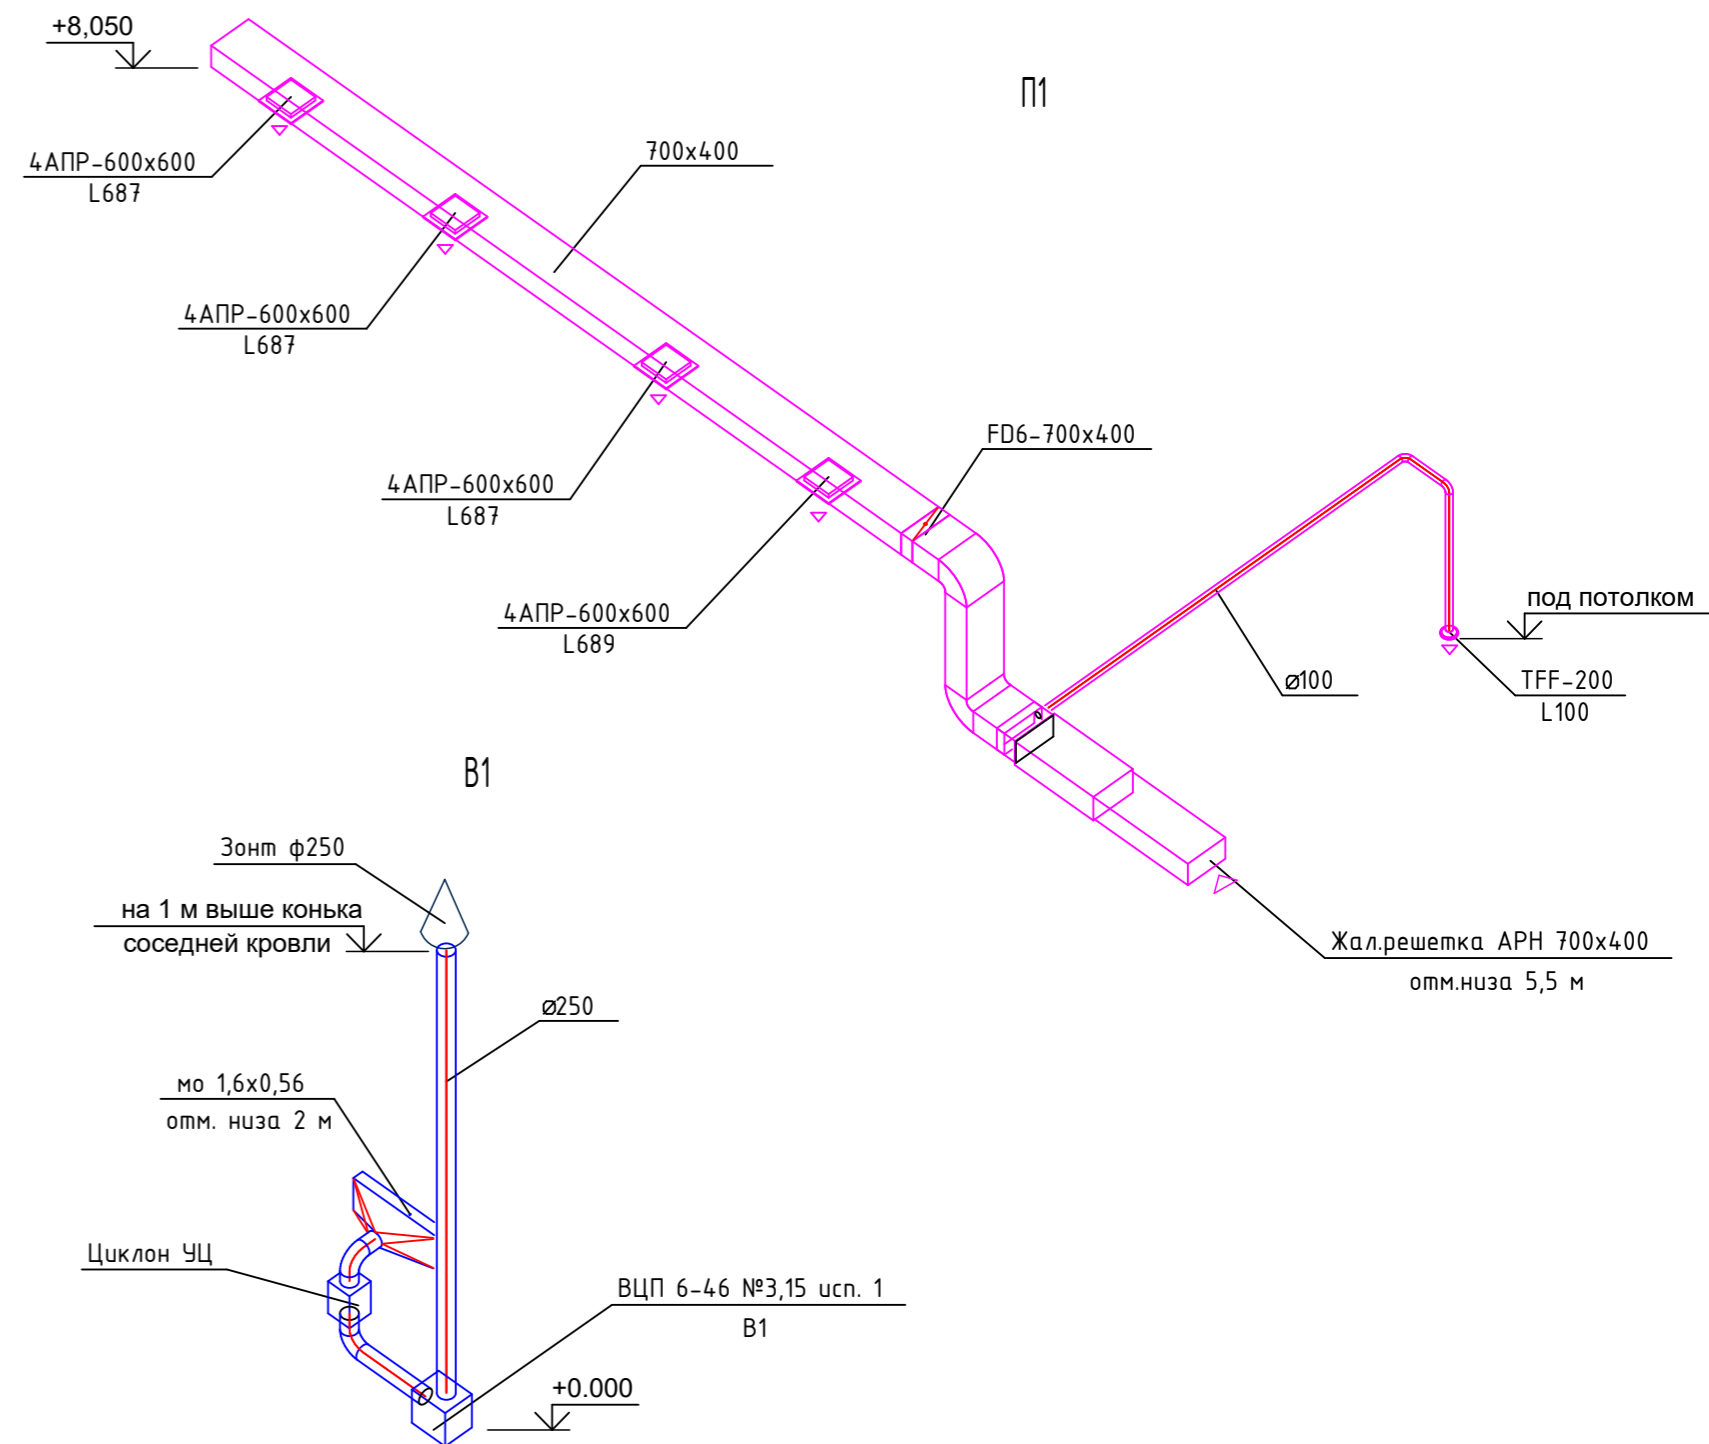 +8,050
П1
4АПР-600х600
L687
700х400
4АПР-600х600
L687
FD6-700х400
4АПР-600х600
L687
4АПР-600х600
L689
под потолком
⌀100
TFF-200
L100
В1
Зонт ф250
на 1 м выше конька
соседней кровли
Жал.решетка АРН 700х400
отм.низа 5,5 м
⌀250
мо 1,6х0,56
отм. низа 2 м
Циклон УЦ
ВЦП 6-46 №3,15 исп. 1
В1
+0.000